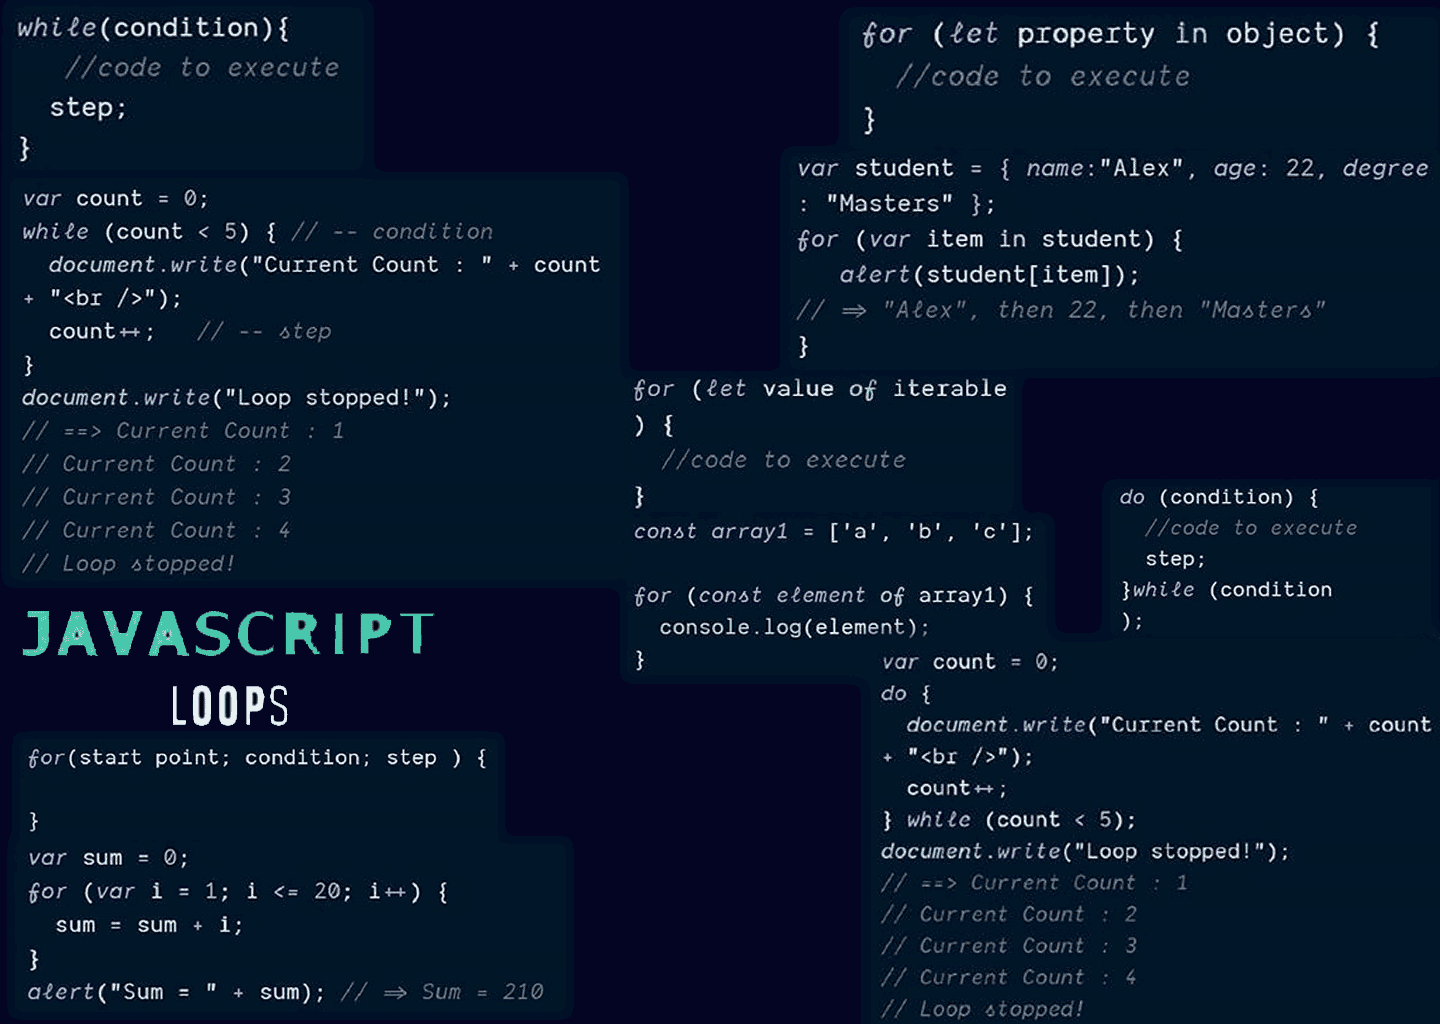 while(condition){
//code to execute
step;
}
var count = 0;
while (count < 5) { // -- condition
document.write("Current Count : " + count
+ "<br />");
count++; // -- step
}
document.write("Loop stopped!");
// ==> Current Count : 1
// Current Count : 2
// Current Count : 3
// Current Count : 4
// Loop stopped!
JAVASCRIPT
LOOPS
for(start point; condition; step ) {
}
var sum = 0;
for (var i = 1; i <= 20; i++) {
sum = sum + i;
}
alert("Sum = " + sum); // => Sum = 210
for (let property in object) {
//code to execute
}
var student = { name:"Alex", age: 22, degree
: "Masters" };
for (var item in student) {
alert(student[item]);
// => "Alex", then 22, then "Masters"
}
for (let value of iterable
) {
//code to execute
}
const array1 = ['a', 'b', 'c'];
for (const element of array1) {
console.log(element);
}
do (condition) {
//code to execute
step;
}while (condition
);
var count = 0;
do {
document.write("Current Count : " + count
+ "<br />");
count++;
} while (count < 5);
document.write("Loop stopped!");
// ==> Current Count : 1
// Current Count : 2
// Current Count : 3
// Current Count : 4
// Loop stopped!